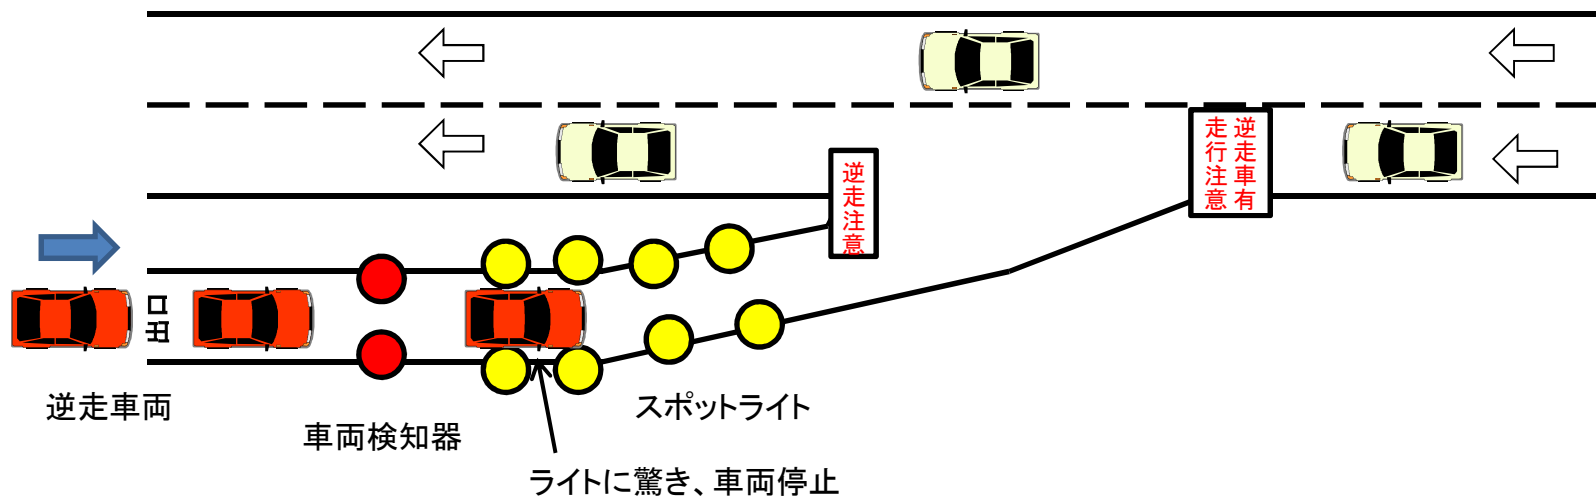 逆走車有
走行注意
逆走注意
出口
逆走車両
車両検知器
スポットライト
ライトに驚き、車両停止